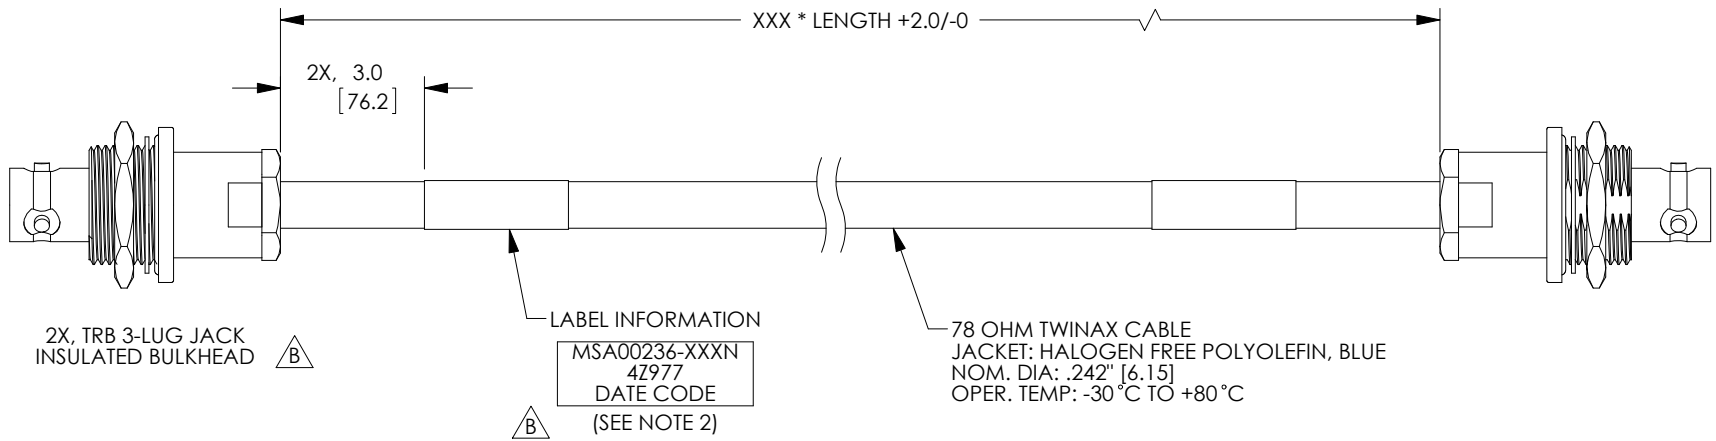 XXX * LENGTH +2.0/-0
2X, 3.0
[76.2]
2X, TRB 3-LUG JACK
INSULATED BULKHEAD
B
LABEL INFORMATION
MSA00236-XXXN
4Z977
DATE CODE
(SEE NOTE 2)
B
78 OHM TWINAX CABLE
JACKET: HALOGEN FREE POLYOLEFIN, BLUE
NOM. DIA: .242" [6.15]
OPER. TEMP: -30°C TO +80°C